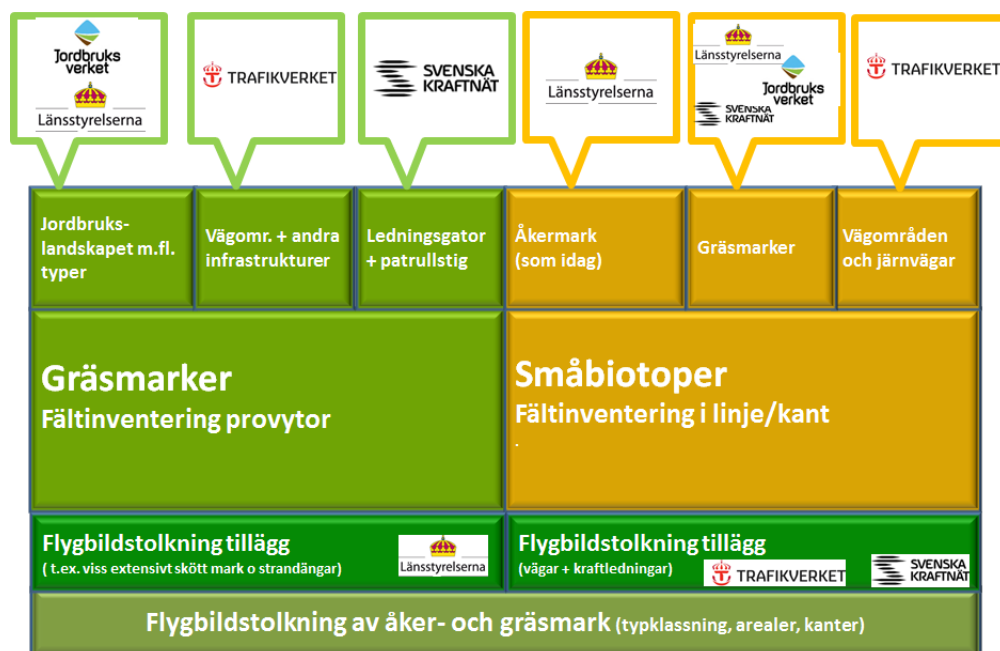 Jordbruks
verket
Länsstyrelserna
TRAFIKVERKET
SVENSKA
KRAFTNÄT
Länsstyrelserna
Länsstyrelserna
Jordbruks
verket
SVENSKA
KRAFTNÄT
TRAFIKVERKET
Jordbruks-
landskapet m.fl.
typer
Vägomr. + andra
infrastrukturer
Ledningsgator
+ patrullstig
Åkermark
(som idag)
Gräsmarker
Vägområden
och järnvägar
Gräsmarker
Fältinventering provytor
Småbiotoper
Fältinventering i linje/kant
.
Flygbildstolkning tillägg
( t.ex. viss extensivt skött mark o strandängar)
Länsstyrelserna
Flygbildstolkning tillägg
(vägar + kraftledningar)
TRAFIKVERKET
SVENSKA
KRAFTNÄT
Flygbildstolkning av åker- och gräsmark (typklassning, arealer, kanter)